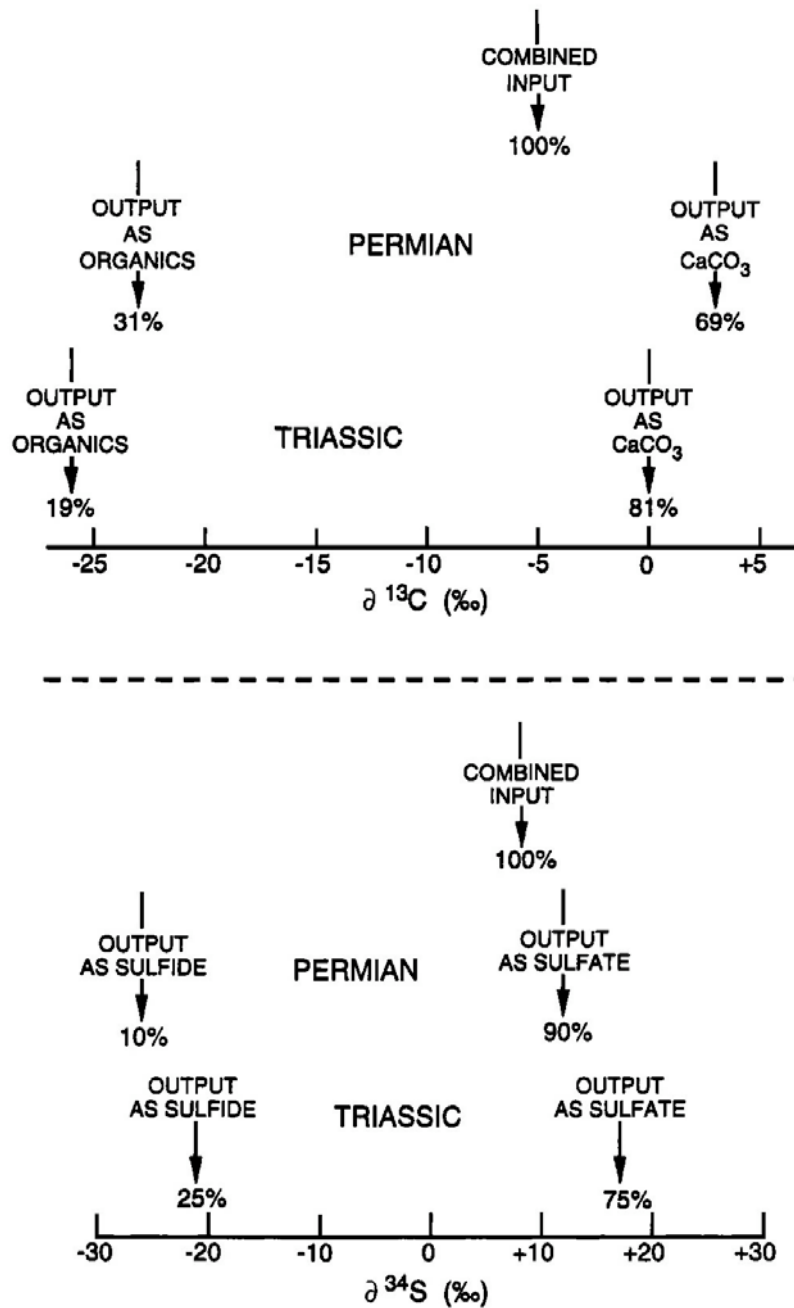 COMBINED
INPUT
100%
OUTPUT
AS
ORGANICS
31%
PERMIAN
OUTPUT
AS
CaCO₃
69%
OUTPUT
AS
ORGANICS
19%
TRIASSIC
OUTPUT
AS
CaCO₃
81%
-25 -20 -15 -10 -5 0 +5
∂ ¹³C (‰)
COMBINED
INPUT
100%
OUTPUT
AS SULFIDE
10%
PERMIAN
OUTPUT
AS SULFATE
90%
OUTPUT
AS SULFIDE
25%
TRIASSIC
OUTPUT
AS SULFATE
75%
-30 -20 -10 0 +10 +20 +30
∂ ³⁴S (‰)